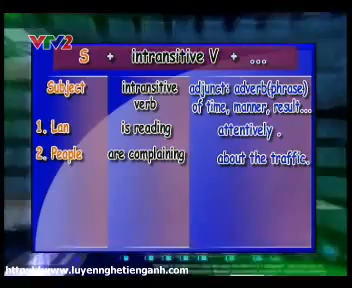 VTV2
S + intransitive V + ...
Subject intransitive verb adjunct: adverb(phrase) of time, manner, result...
1. Lan is reading attentively .
2. People are complaining about the traffic.
http://www.luyennghetienganh.com